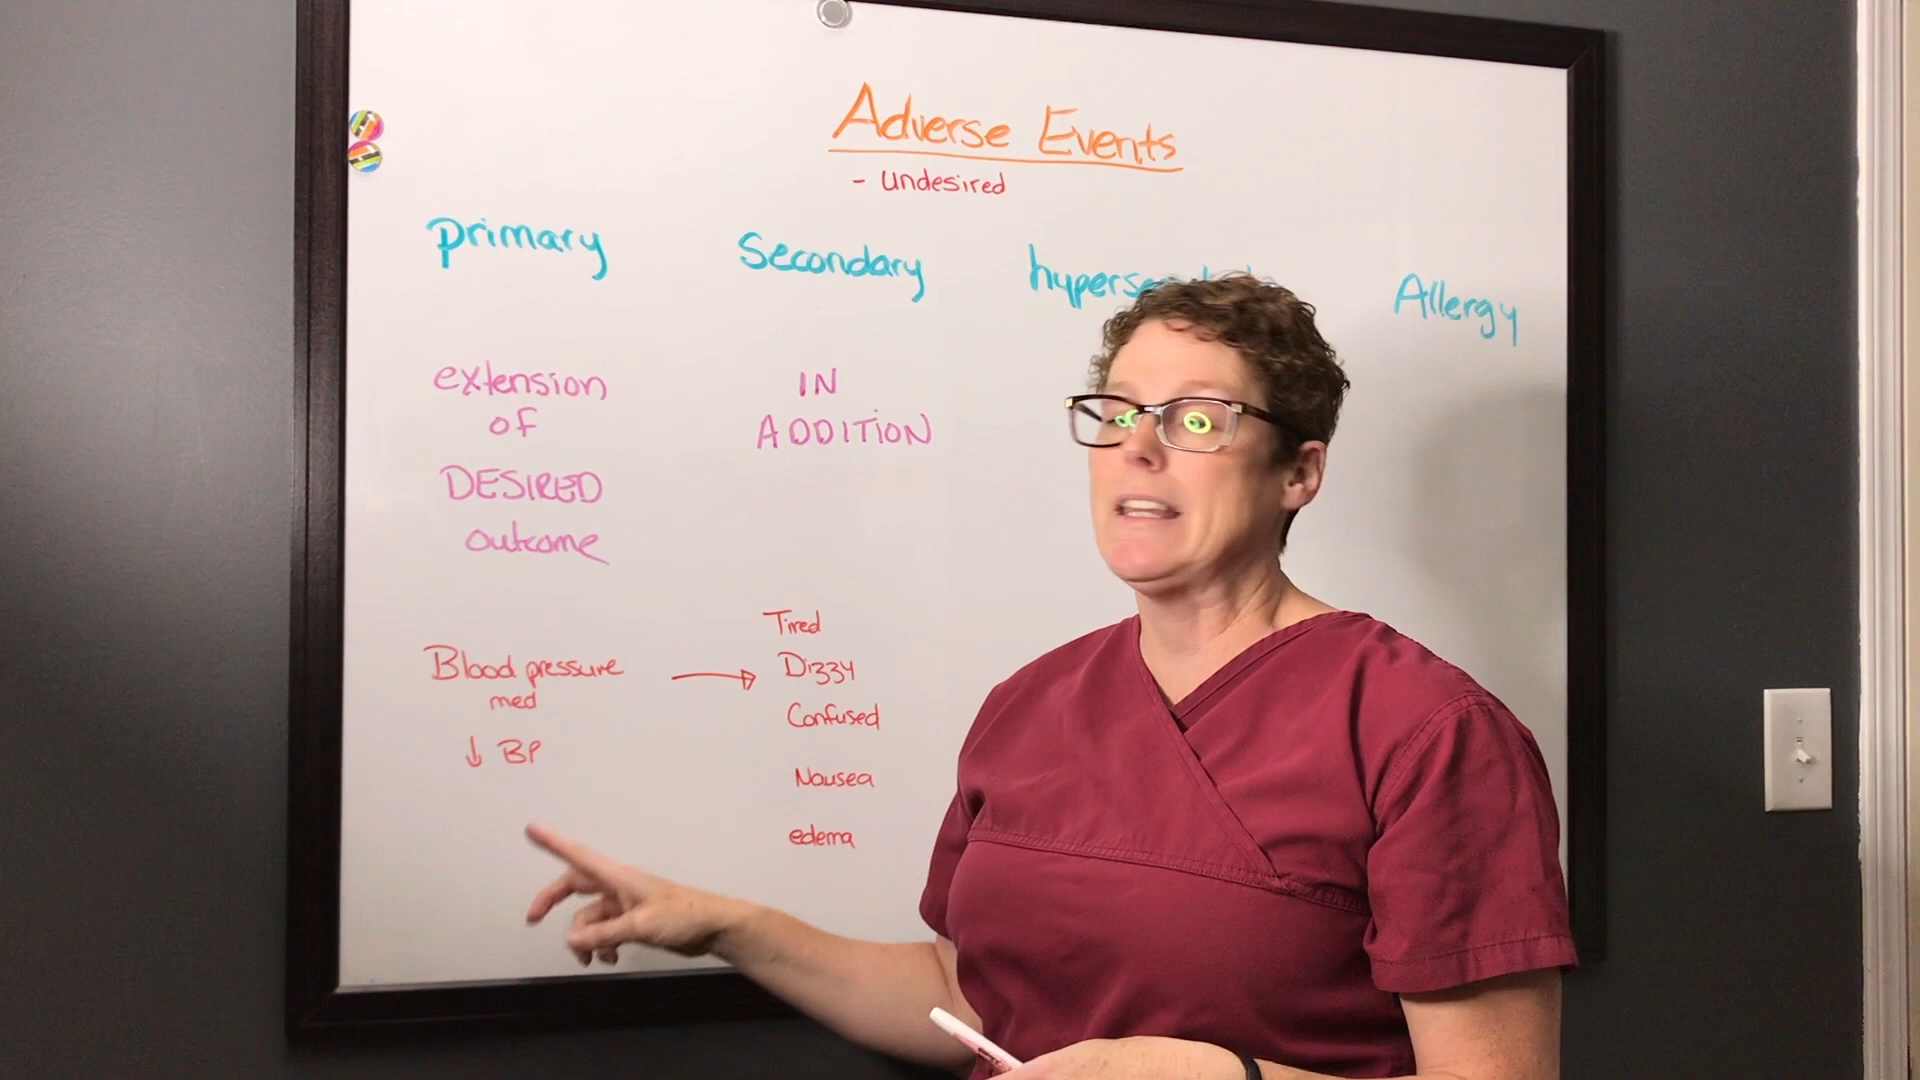 Adverse Events
- undesired
primary
Secondary
Allergy
extension
of
DESIRED
outcome
IN
ADDITION
Blood pressure
med
↓ BP
→
Tired
Dizzy
Confused
Nausea
edema